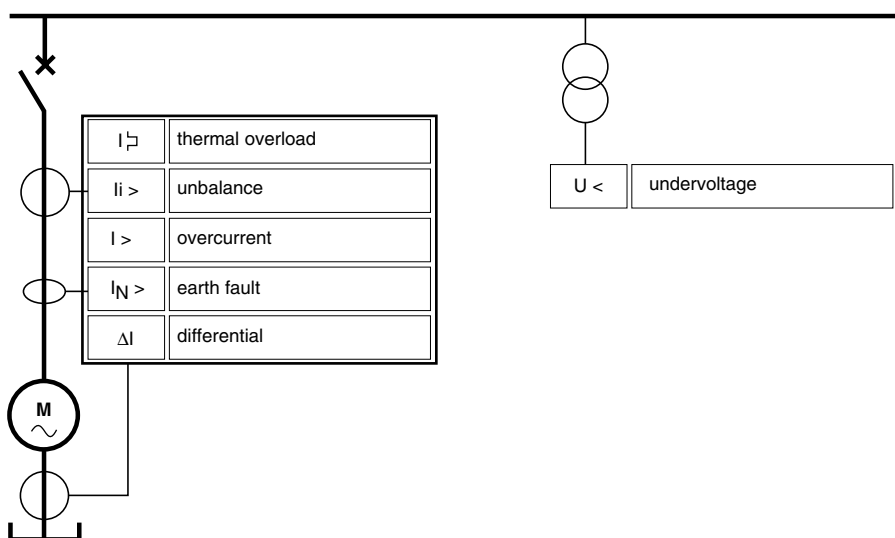 I thermal overload
Ii > unbalance
I > overcurrent
IN > earth fault
ΔI differential
M
U < undervoltage